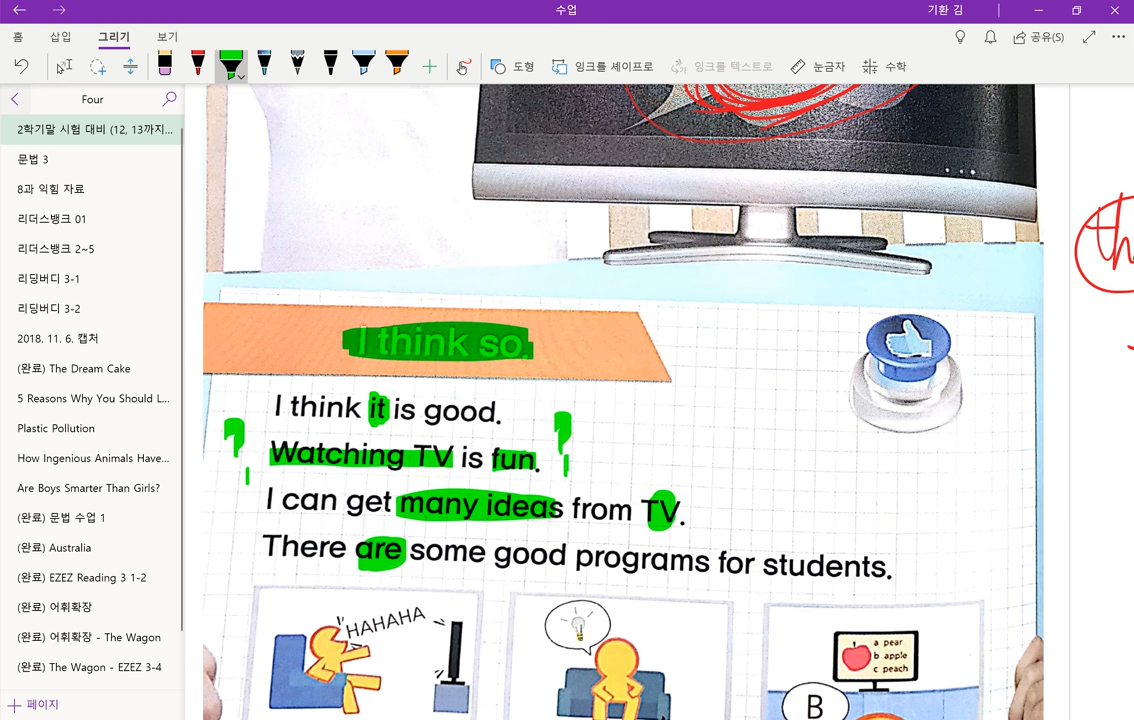 수업
기환 김
홈 삽입 그리기 보기
공유(S)
도형 잉크를 셰이프로 잉크를 텍스트로 눈금자 수학
Four
2학기말 시험 대비 (12, 13까지...
문법 3
8과 익힘 자료
리더스뱅크 01
리더스뱅크 2~5
리딩버디 3-1
리딩버디 3-2
2018. 11. 6. 캡처
(완료) The Dream Cake
5 Reasons Why You Should L...
Plastic Pollution
How Ingenious Animals Have...
Are Boys Smarter Than Girls?
(완료) 문법 수업 1
(완료) Australia
(완료) EZEZ Reading 3 1-2
(완료) 어휘확장
(완료) 어휘확장 - The Wagon
(완료) The Wagon - EZEZ 3-4
페이지
I think so.
I think it is good.
Watching TV is fun.
I can get many ideas from TV.
There are some good programs for students.
HAHAHA
a pear
b apple
c peach
B